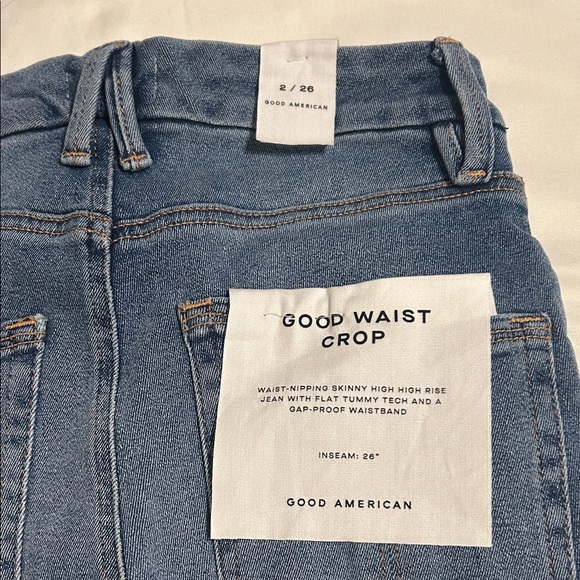 2 / 26
GOOD AMERICAN
GOOD WAIST
CROP
WAIST-NIPPING SKINNY HIGH HIGH RISE
JEAN WITH FLAT TUMMY TECH AND A
GAP-PROOF WAISTBAND
INSEAM: 26"
GOOD AMERICAN